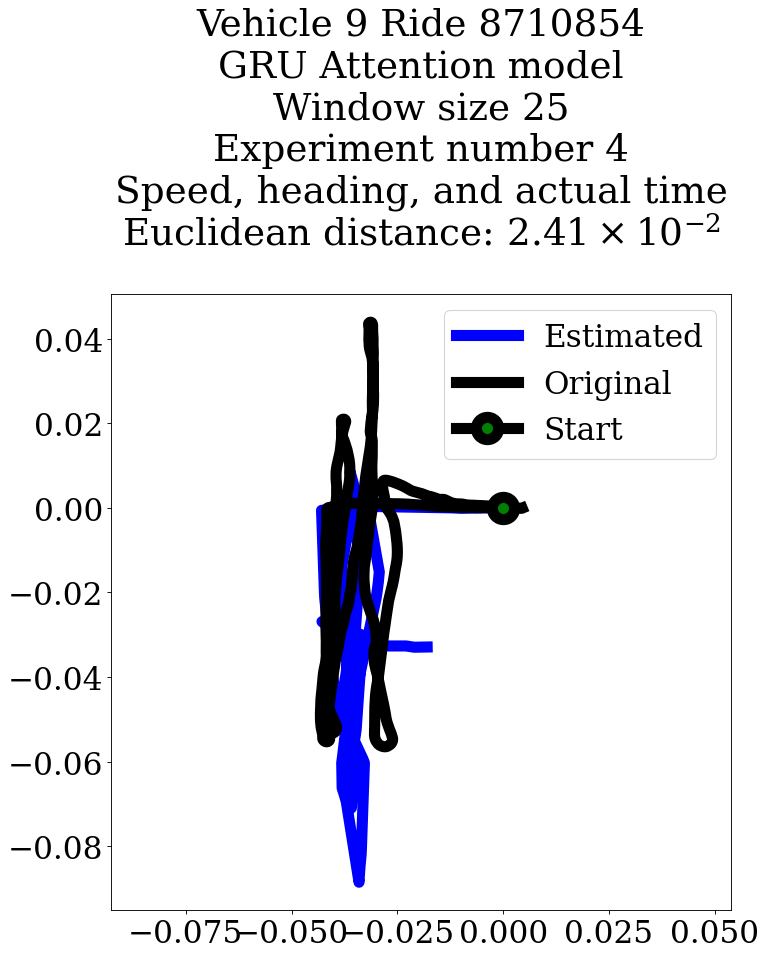 Vehicle 9 Ride 8710854
GRU Attention model
Window size 25
Experiment number 4
Speed, heading, and actual time
Euclidean distance: 2.41 × 10⁻²
Estimated
Original
Start
0.04
0.02
0.00
−0.02
−0.04
−0.06
−0.08
−0.075 −0.050 −0.025 0.000 0.025 0.050